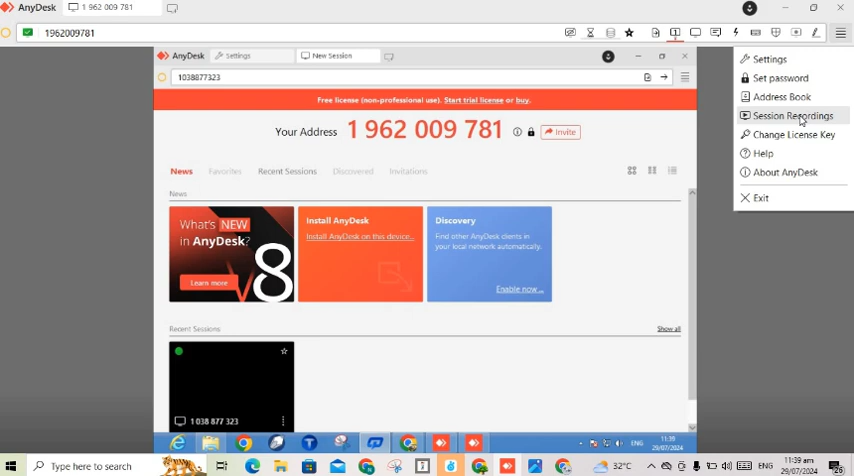 AnyDesk
1 962 009 781
1962009781
AnyDesk
Settings
New Session
1038877323
Free license (non-professional use). Start trial license or buy.
Your Address 1 962 009 781
Invite
News Favorites Recent Sessions Discovered Invitations
News
What's NEW
in AnyDesk?
8
Learn more
Install AnyDesk
Install AnyDesk on this device...
Discovery
Find other AnyDesk clients in
your local network automatically.
Enable now...
Recent Sessions
Show all
1 038 877 323
Settings
Set password
Address Book
Session Recordings
Change License Key
Help
About AnyDesk
Exit
ENG
11:39
29/07/2024
Type here to search
32°C
ENG
11:39 am
29/07/2024
26